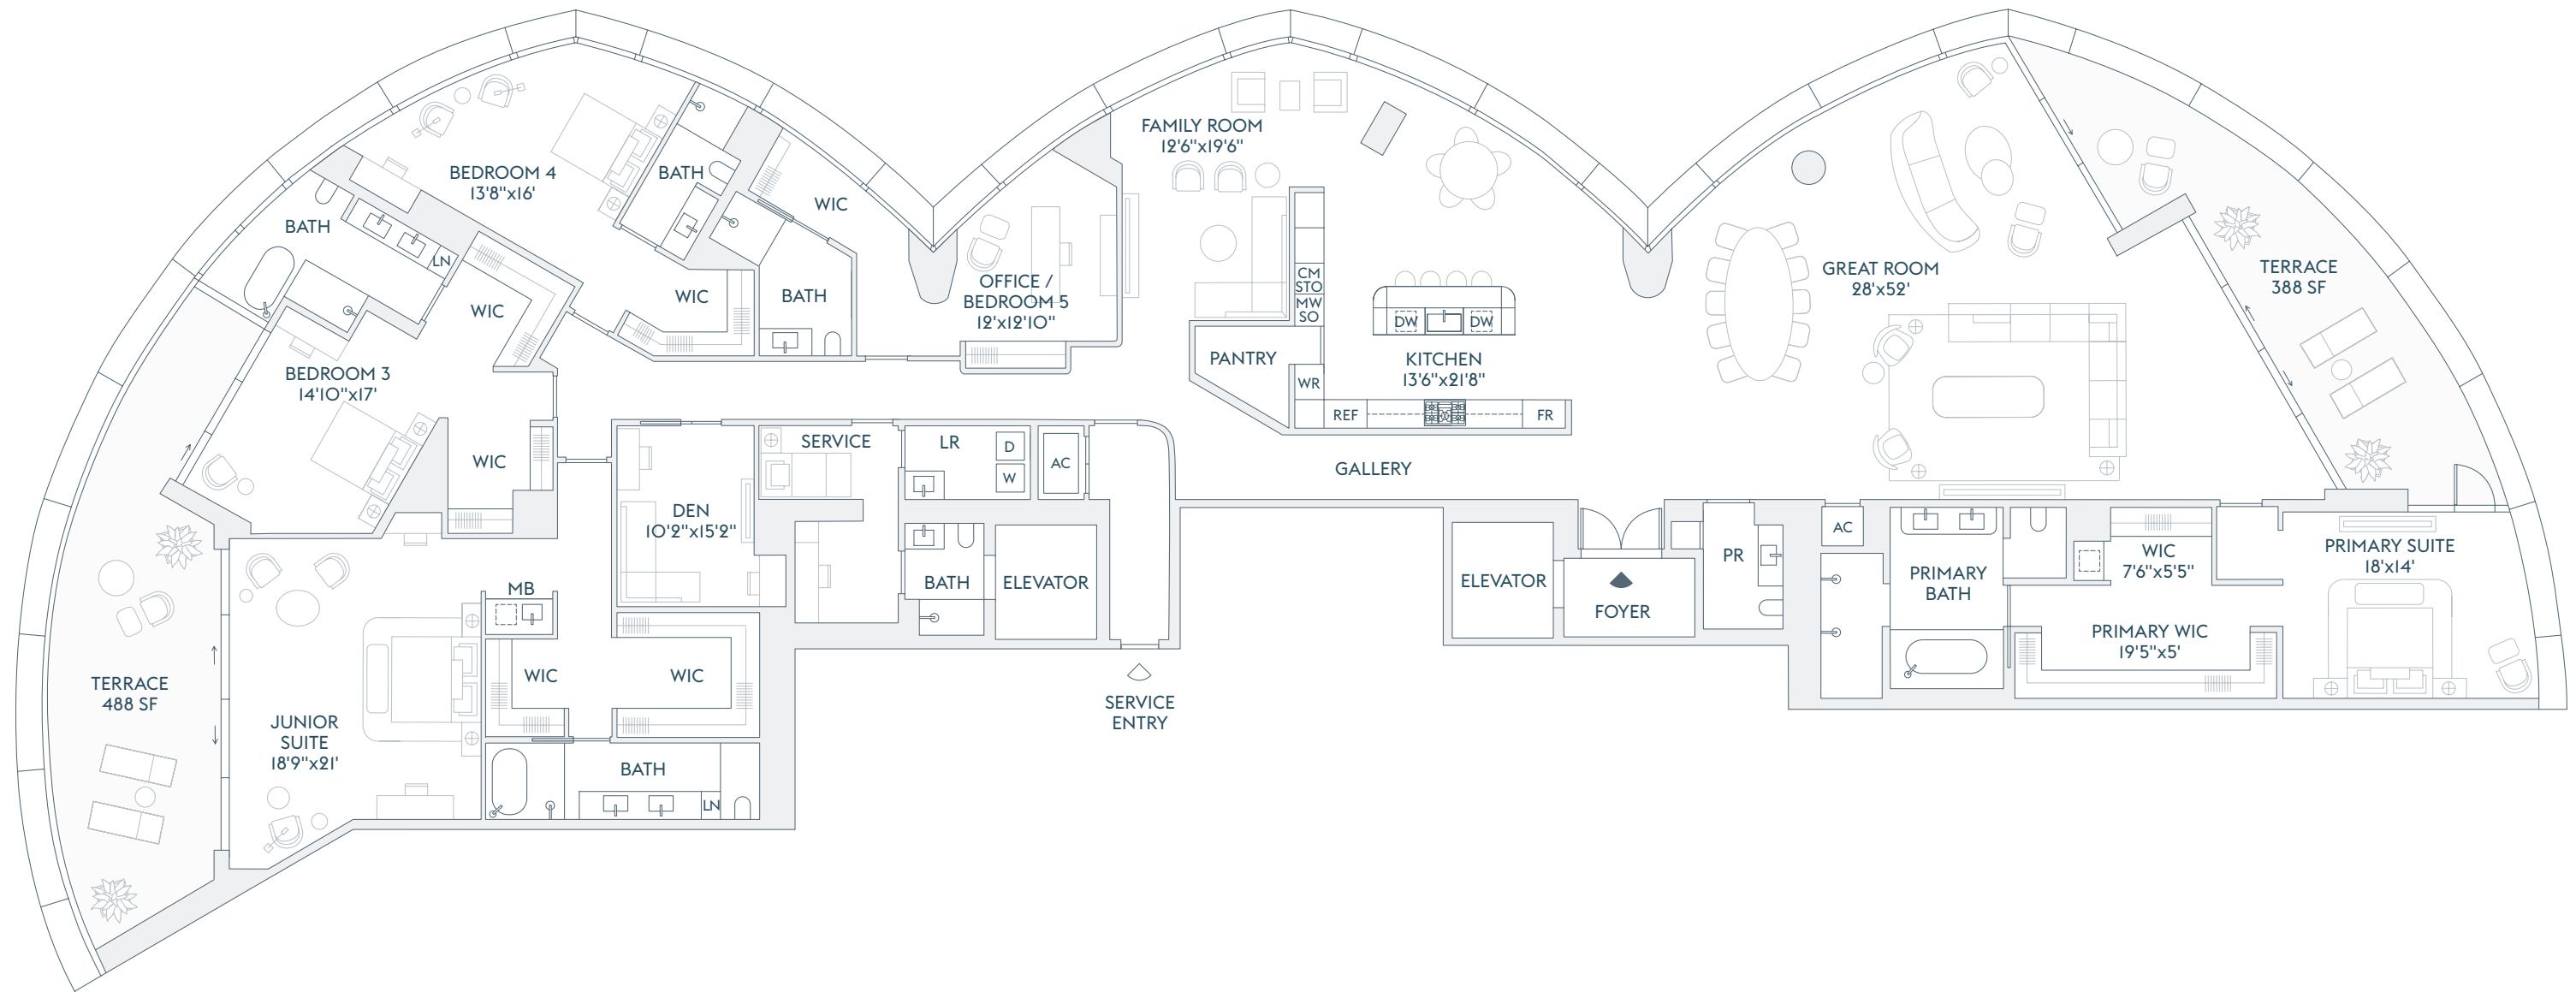 BEDROOM 4
13'8"x16'
BATH
BATH
WIC
LN
WIC
WIC
BATH
OFFICE /
BEDROOM 5
12'x12'10"
BEDROOM 3
14'10"x17'
WIC
FAMILY ROOM
12'6"x19'6"
CM
STO
MW
SO
DW
DW
PANTRY
KITCHEN
13'6"x21'8"
WR
REF
FR
GREAT ROOM
28'x52'
TERRACE
388 SF
GALLERY
SERVICE
LR
D
W
AC
DEN
10'2"x15'2"
MB
BATH
ELEVATOR
WIC
WIC
TERRACE
488 SF
JUNIOR
SUITE
18'9"x21'
BATH
LN
SERVICE
ENTRY
ELEVATOR
FOYER
PR
AC
PRIMARY
BATH
WIC
7'6"x5'5"
PRIMARY WIC
19'5"x5'
PRIMARY SUITE
18'x14'